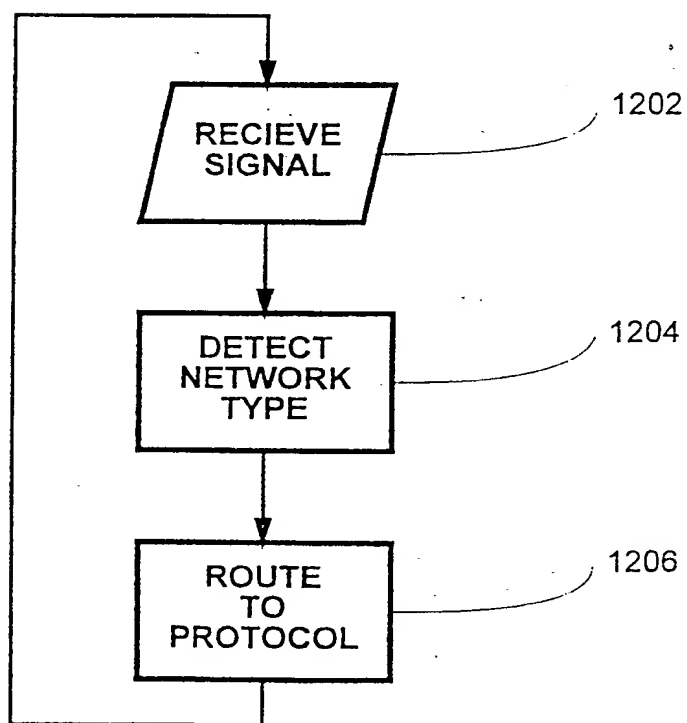 RECIEVE
SIGNAL
1202
DETECT
NETWORK
TYPE
1204
ROUTE
TO
PROTOCOL
1206